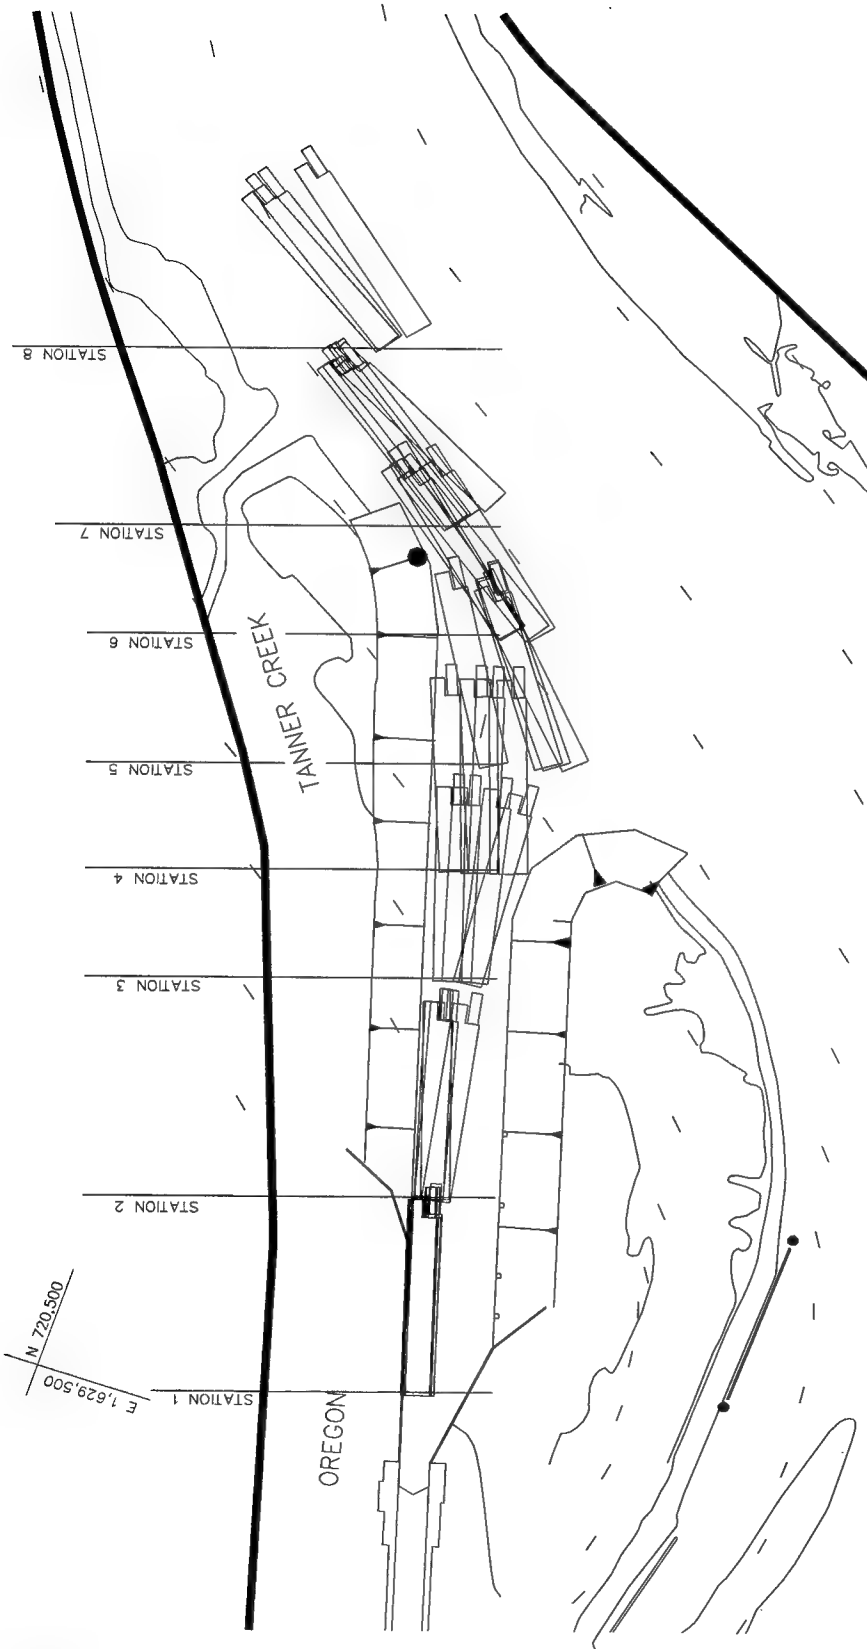 STATION 8
STATION 7
STATION 6
TANNER CREEK
STATION 5
STATION 4
STATION 3
STATION 2
N 720,500
E 1,629,500
STATION 1
OREGON